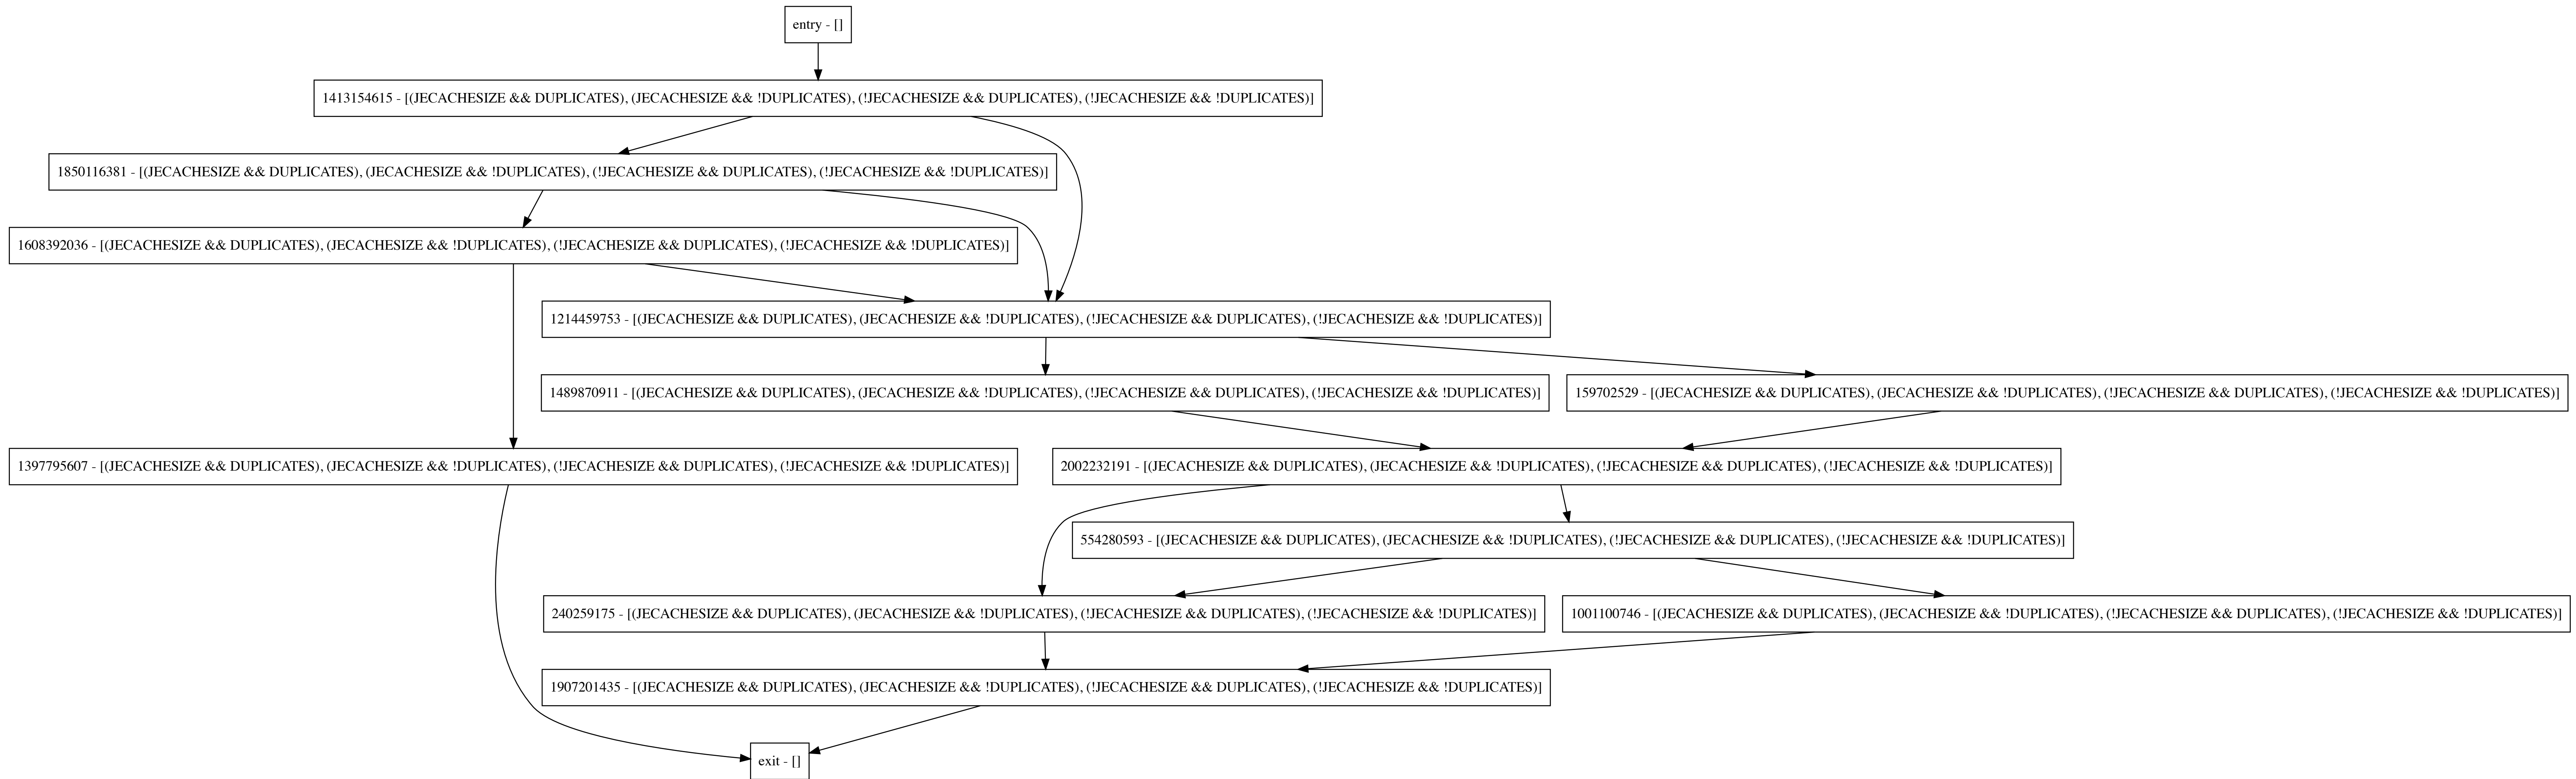 entry - []
1413154615 - [(JECACHESIZE && DUPLICATES), (JECACHESIZE && !DUPLICATES), (!JECACHESIZE && DUPLICATES), (!JECACHESIZE && !DUPLICATES)]
1850116381 - [(JECACHESIZE && DUPLICATES), (JECACHESIZE && !DUPLICATES), (!JECACHESIZE && DUPLICATES), (!JECACHESIZE && !DUPLICATES)]
1608392036 - [(JECACHESIZE && DUPLICATES), (JECACHESIZE && !DUPLICATES), (!JECACHESIZE && DUPLICATES), (!JECACHESIZE && !DUPLICATES)]
1214459753 - [(JECACHESIZE && DUPLICATES), (JECACHESIZE && !DUPLICATES), (!JECACHESIZE && DUPLICATES), (!JECACHESIZE && !DUPLICATES)]
1489870911 - [(JECACHESIZE && DUPLICATES), (JECACHESIZE && !DUPLICATES), (!JECACHESIZE && DUPLICATES), (!JECACHESIZE && !DUPLICATES)]
159702529 - [(JECACHESIZE && DUPLICATES), (JECACHESIZE && !DUPLICATES), (!JECACHESIZE && DUPLICATES), (!JECACHESIZE && !DUPLICATES)]
1397795607 - [(JECACHESIZE && DUPLICATES), (JECACHESIZE && !DUPLICATES), (!JECACHESIZE && DUPLICATES), (!JECACHESIZE && !DUPLICATES)]
2002232191 - [(JECACHESIZE && DUPLICATES), (JECACHESIZE && !DUPLICATES), (!JECACHESIZE && DUPLICATES), (!JECACHESIZE && !DUPLICATES)]
554280593 - [(JECACHESIZE && DUPLICATES), (JECACHESIZE && !DUPLICATES), (!JECACHESIZE && DUPLICATES), (!JECACHESIZE && !DUPLICATES)]
240259175 - [(JECACHESIZE && DUPLICATES), (JECACHESIZE && !DUPLICATES), (!JECACHESIZE && DUPLICATES), (!JECACHESIZE && !DUPLICATES)]
1001100746 - [(JECACHESIZE && DUPLICATES), (JECACHESIZE && !DUPLICATES), (!JECACHESIZE && DUPLICATES), (!JECACHESIZE && !DUPLICATES)]
1907201435 - [(JECACHESIZE && DUPLICATES), (JECACHESIZE && !DUPLICATES), (!JECACHESIZE && DUPLICATES), (!JECACHESIZE && !DUPLICATES)]
exit - []